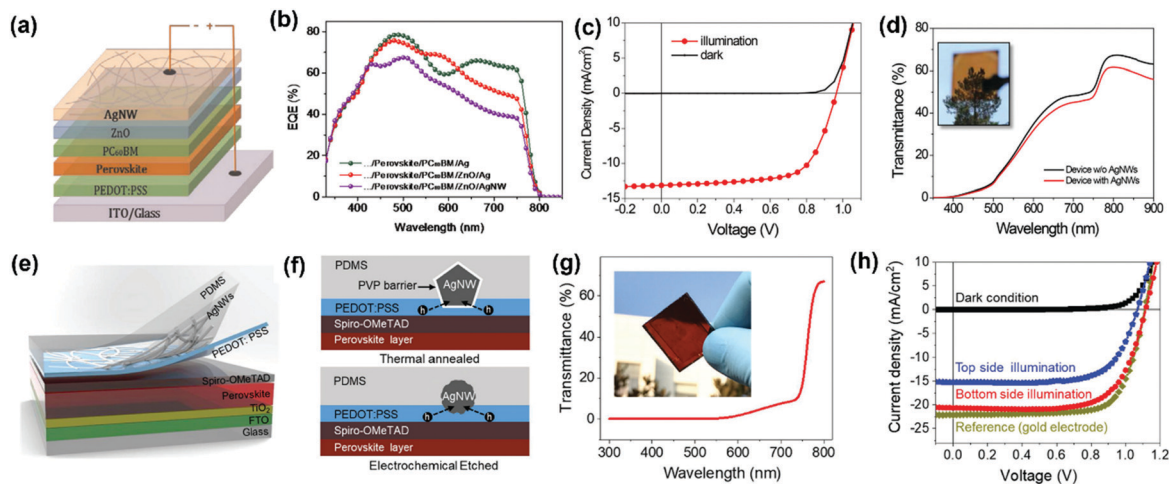 (a)
- +
AgNW
ZnO
PC₆₀BM
Perovskite
PEDOT:PSS
ITO/Glass
(b)
EQE (%)
80
60
40
20
0
.../Perovskite/PC₆₀BM/Ag
.../Perovskite/PC₆₀BM/ZnO/Ag
.../Perovskite/PC₆₀BM/ZnO/AgNW
400 500 600 700 800
Wavelength (nm)
(c)
Current Density (mA/cm²)
10
5
0
-5
-10
-15
illumination
dark
-0.2 0.0 0.2 0.4 0.6 0.8 1.0
Voltage (V)
(d)
Transmittance (%)
80
60
40
20
0
Device w/o AgNWs
Device with AgNWs
400 500 600 700 800 900
Wavelength (nm)
(e)
PDMS
AgNWs
PEDOT: PSS
Spiro-OMeTAD
Perovskite
TiO₂
FTO
Glass
(f)
PDMS
PVP barrier
AgNW
PEDOT:PSS
h h
Spiro-OMeTAD
Perovskite layer
Thermal annealed
PDMS
AgNW
PEDOT:PSS
h h
Spiro-OMeTAD
Perovskite layer
Electrochemical Etched
(g)
Transmittance (%)
80
60
40
20
0
300 400 500 600 700 800
Wavelength (nm)
(h)
Current density (mA/cm²)
10
5
0
-5
-10
-15
-20
-25
Dark condition
Top side illumination
Bottom side illumination
Reference (gold electrode)
0.0 0.2 0.4 0.6 0.8 1.0 1.2
Voltage (V)